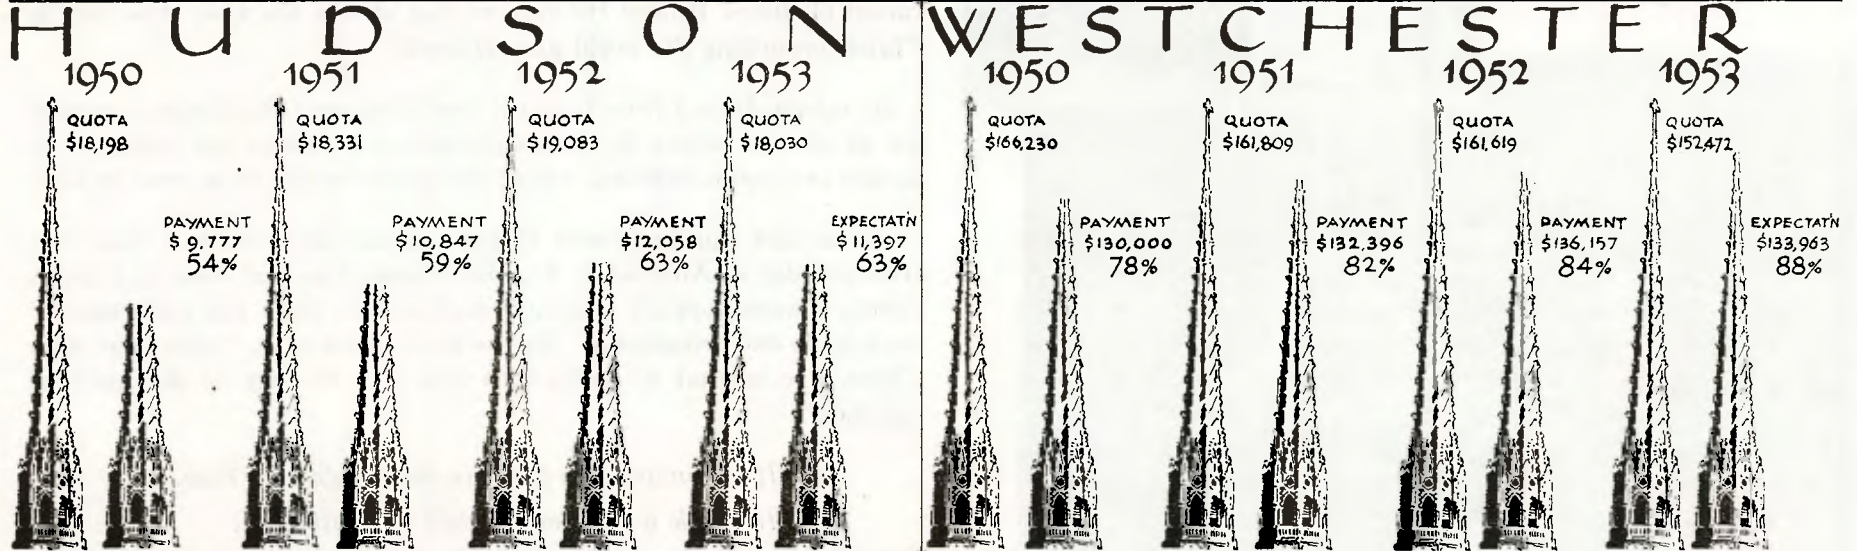 HUDSON
1950
QUOTA
$18,198
PAYMENT
$9,777
54%
1951
QUOTA
$18,331
PAYMENT
$10,847
59%
1952
QUOTA
$19,083
PAYMENT
$12,058
63%
1953
QUOTA
$18,030
EXPECTAT'N
$11,397
63%
WESTCHESTER
1950
QUOTA
$166,230
PAYMENT
$130,000
78%
1951
QUOTA
$161,809
PAYMENT
$132,396
82%
1952
QUOTA
$161,619
PAYMENT
$136,157
84%
1953
QUOTA
$152,472
EXPECTAT'N
$133,963
88%